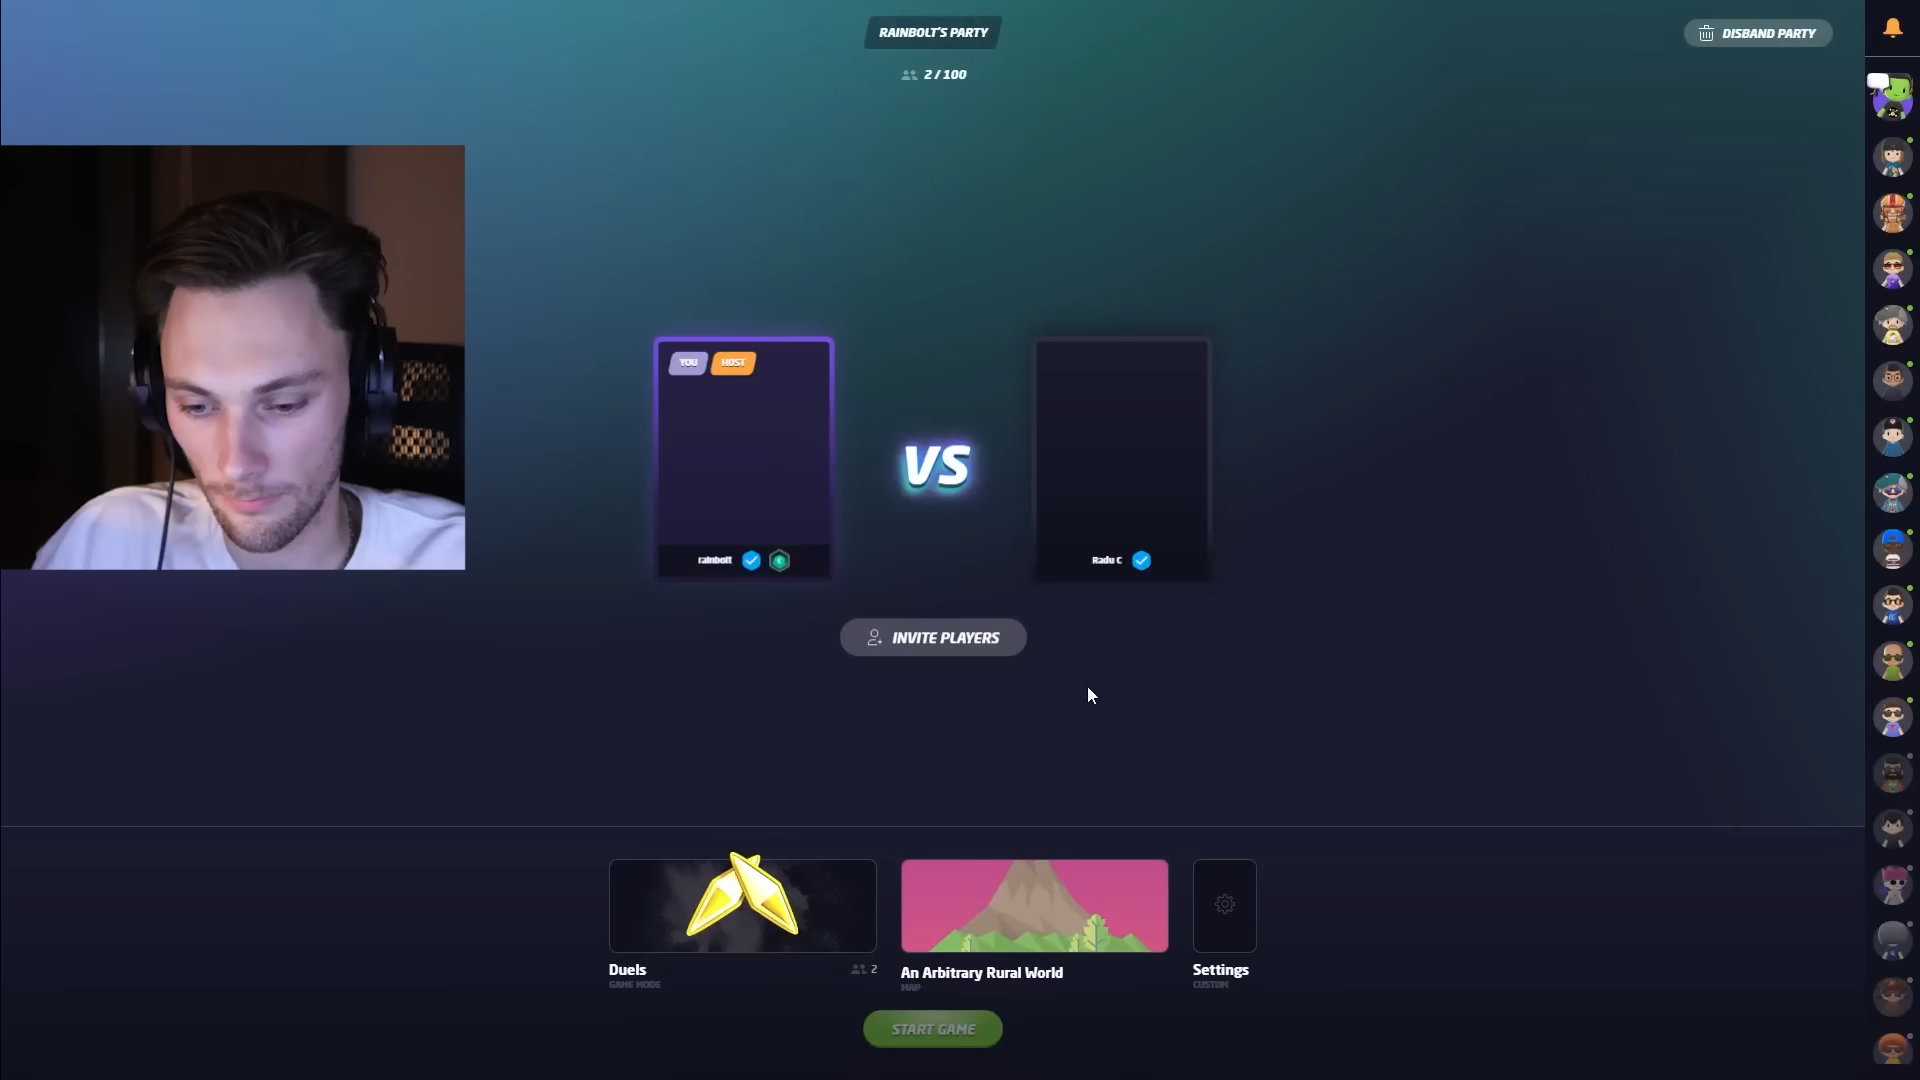 RAINBOLT'S PARTY
DISBAND PARTY
2 / 100
YOU
HOST
VS
rainbolt
Radu C
INVITE PLAYERS
Duels
2
GAME MODE
An Arbitrary Rural World
MAP
Settings
CUSTOM
START GAME